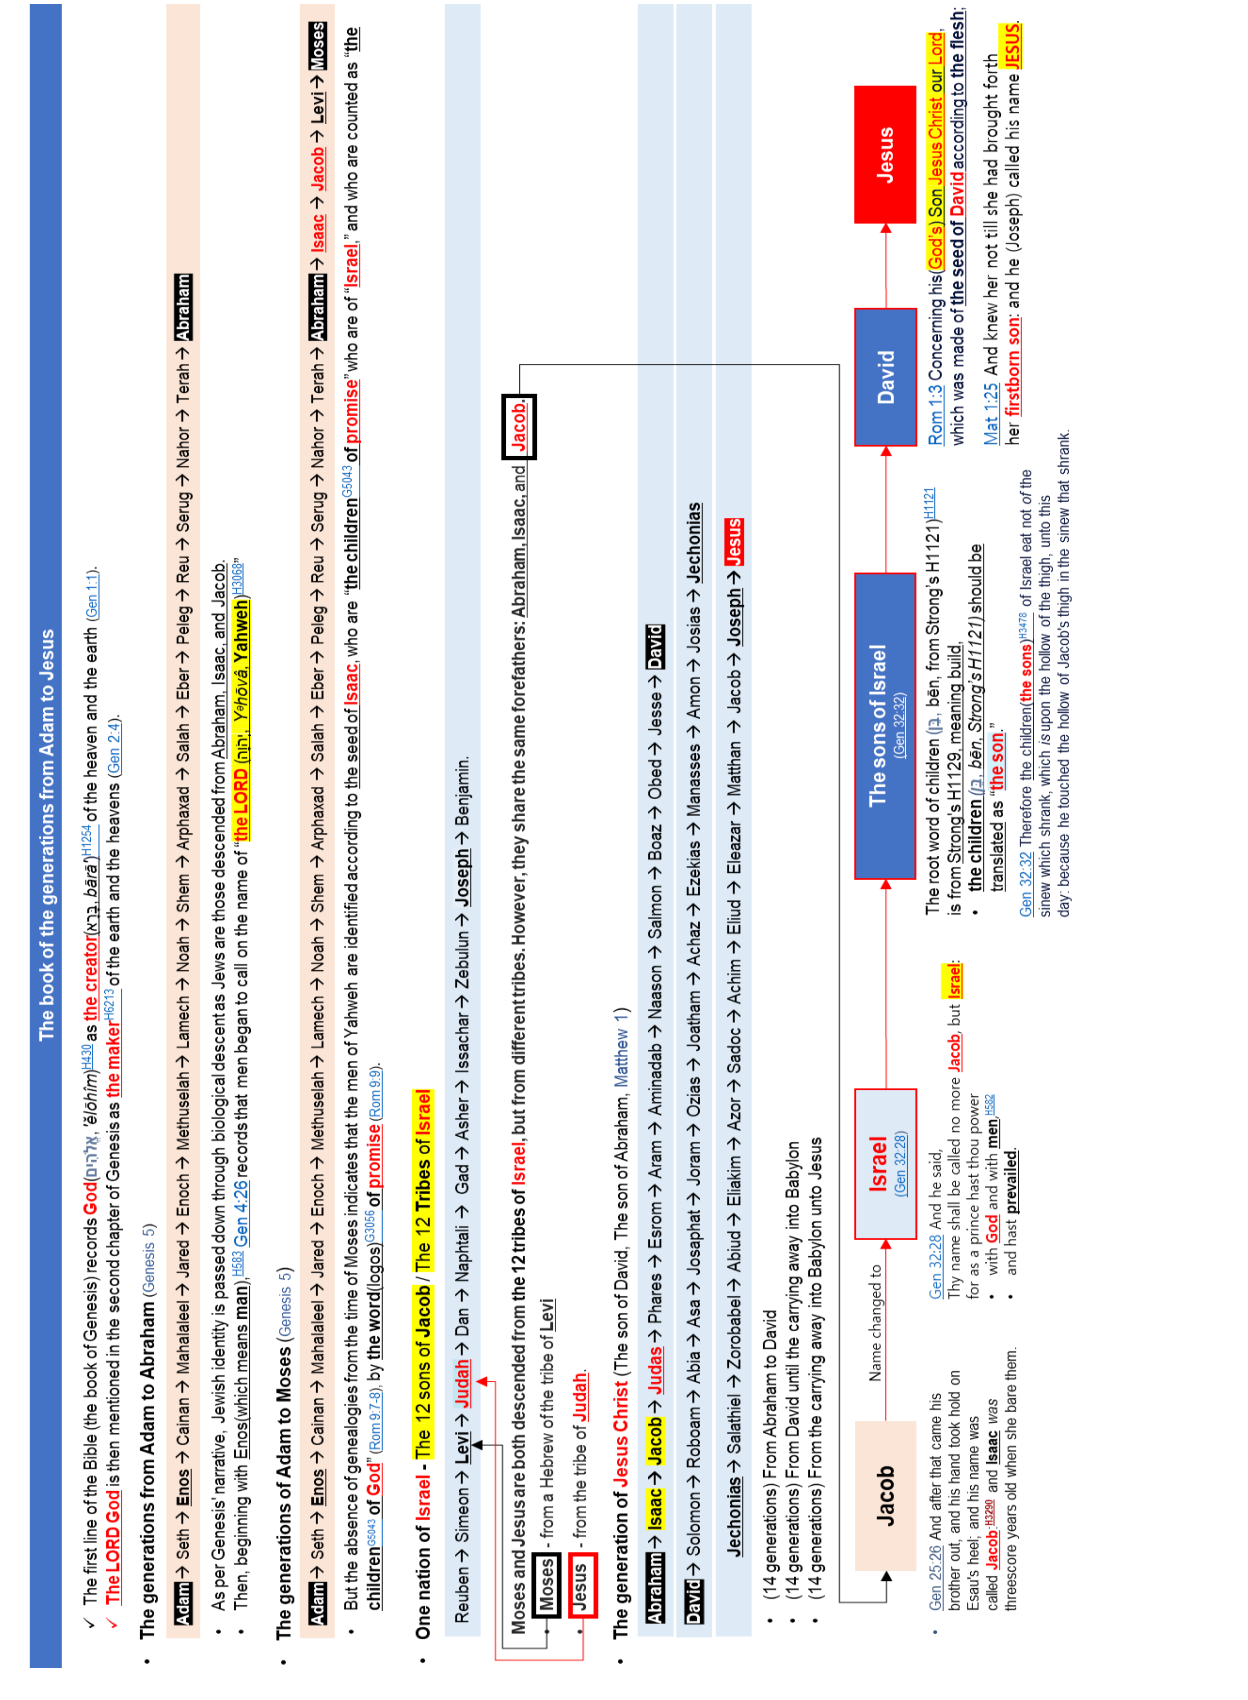 The book of the generations from Adam to Jesus
✓ The first line of the Bible (the book of Genesis) records God(אֱלֹהִים, 'ĕlōhîm)H430 as the creator(בָּרָא, bārā')H1254 of the heaven and the earth (Gen 1:1).
✓ The LORD God is then mentioned in the second chapter of Genesis as the makerH6213 of the earth and the heavens (Gen 2:4).
• The generations from Adam to Abraham (Genesis 5)
Adam → Seth → Enos → Cainan → Mahalaleel → Jared → Enoch → Methuselah → Lamech → Noah → Shem → Arphaxad → Salah → Eber → Peleg → Reu → Serug → Nahor → Terah → Abraham
• As per Genesis' narrative, Jewish identity is passed down through biological descent as Jews are those descended from Abraham, Isaac, and Jacob.
• Then, beginning with Enos(which means man),H583 Gen 4:26 records that men began to call on the name of "the LORD (יְהֹוָה, Yᵊhōvâ, Yahweh)H3068"
• The generations of Adam to Moses (Genesis 5)
Adam → Seth → Enos → Cainan → Mahalaleel → Jared → Enoch → Methuselah → Lamech → Noah → Shem → Arphaxad → Salah → Eber → Peleg → Reu → Serug → Nahor → Terah → Abraham → Isaac → Jacob → Levi → Moses
• But the absence of genealogies from the time of Moses indicates that the men of Yahweh are identified according to the seed of Isaac, who are "the childrenG5043 of promise" who are of "Israel," and who are counted as "the
childrenG5043 of God" (Rom 9:7-8), by the word(logos)G3056 of promise (Rom 9:9).
• One nation of Israel - The 12 sons of Jacob / The 12 Tribes of Israel
Reuben → Simeon → Levi → Judah → Dan → Naphtali → Gad → Asher → Issachar → Zebulun → Joseph → Benjamin.
Moses and Jesus are both descended from the 12 tribes of Israel, but from different tribes. However, they share the same forefathers: Abraham, Isaac, and Jacob.
• Moses - from a Hebrew of the tribe of Levi
• Jesus - from the tribe of Judah.
• The generation of Jesus Christ (The son of David, The son of Abraham, Matthew 1)
Abraham → Isaac → Jacob → Judas → Phares → Esrom → Aram → Aminadab → Naason → Salmon → Boaz → Obed → Jesse → David
David → Solomon → Roboam → Abia → Asa → Josaphat → Joram → Ozias → Joatham → Achaz → Ezekias → Manasses → Amon → Josias → Jechonias
Jechonias → Salathiel → Zorobabel → Abiud → Eliakim → Azor → Sadoc → Achim → Eliud → Eleazar → Matthan → Jacob → Joseph → Jesus
• (14 generations) From Abraham to David
• (14 generations) From David until the carrying away into Babylon
• (14 generations) From the carrying away into Babylon unto Jesus
Jacob
Name changed to
Israel
(Gen 32:28)
The sons of Israel
(Gen 32:32)
David
Jesus
• Gen 25:26 And after that came his
brother out, and his hand took hold on
Esau's heel; and his name was
called Jacob:H3290 and Isaac was
threescore years old when she bare them.
Gen 32:28 And he said,
Thy name shall be called no more Jacob, but Israel:
for as a prince hast thou power
• with God and with men,H582
• and hast prevailed.
The root word of children (בֵּן, bēn, from Strong's H1121)H1121
is from Strong's H1129, meaning build,
• the children (בֵּן, bēn, Strong's H1121) should be
translated as "the son."
Gen 32:32 Therefore the children(the sons)H3478 of Israel eat not of the
sinew which shrank, which is upon the hollow of the thigh, unto this
day: because he touched the hollow of Jacob's thigh in the sinew that shrank.
Rom 1:3 Concerning his(God's) Son Jesus Christ our Lord,
which was made of the seed of David according to the flesh;
Mat 1:25 And knew her not till she had brought forth
her firstborn son: and he (Joseph) called his name JESUS.